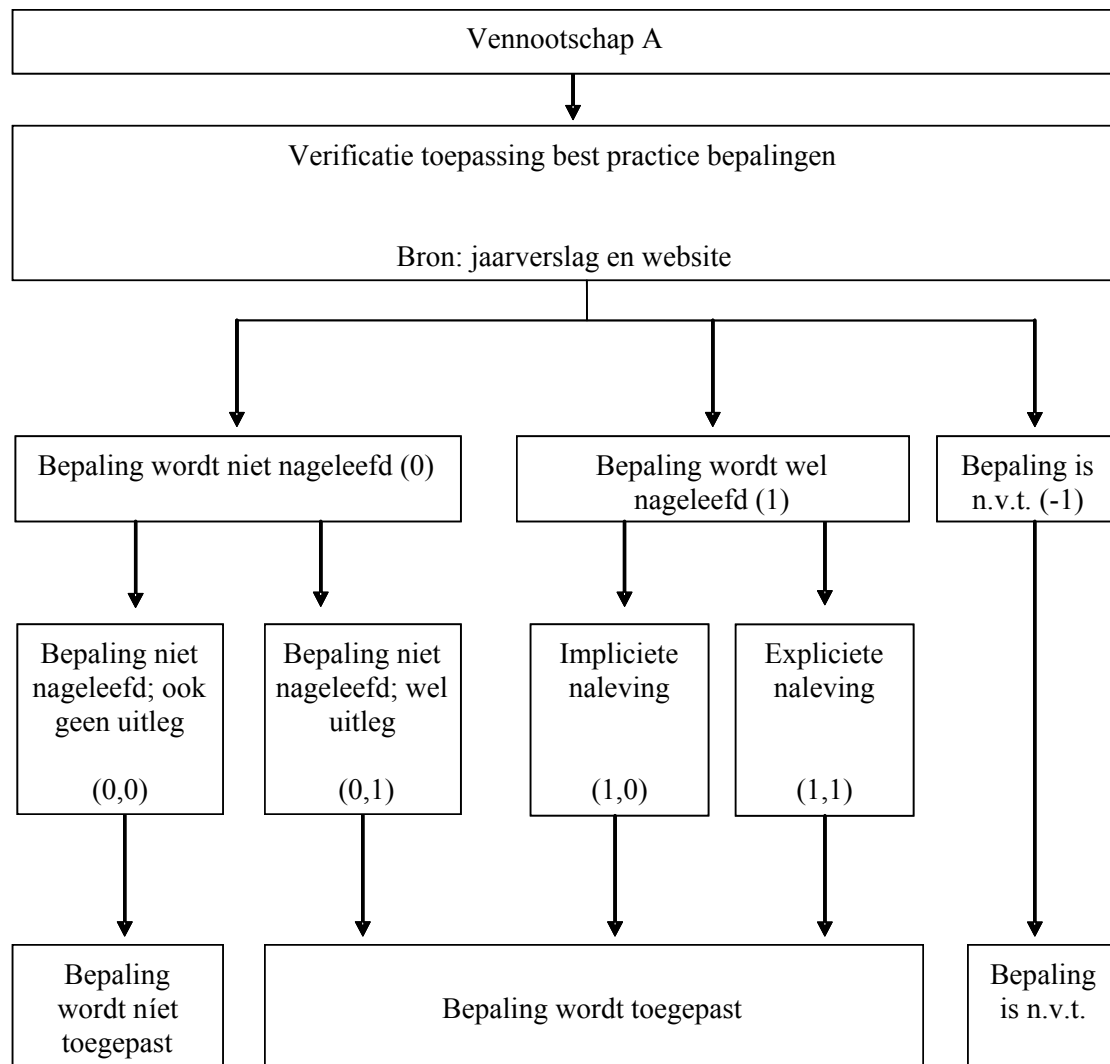 Vennootschap A
Verificatie toepassing best practice bepalingen
Bron: jaarverslag en website
Bepaling wordt niet nageleefd (0)
Bepaling wordt wel
nageleefd (1)
Bepaling is
n.v.t. (-1)
Bepaling niet
nageleefd; ook
geen uitleg
(0,0)
Bepaling niet
nageleefd; wel
uitleg
(0,1)
Impliciete
naleving
(1,0)
Expliciete
naleving
(1,1)
Bepaling
wordt níet
toegepast
Bepaling wordt toegepast
Bepaling
is n.v.t.